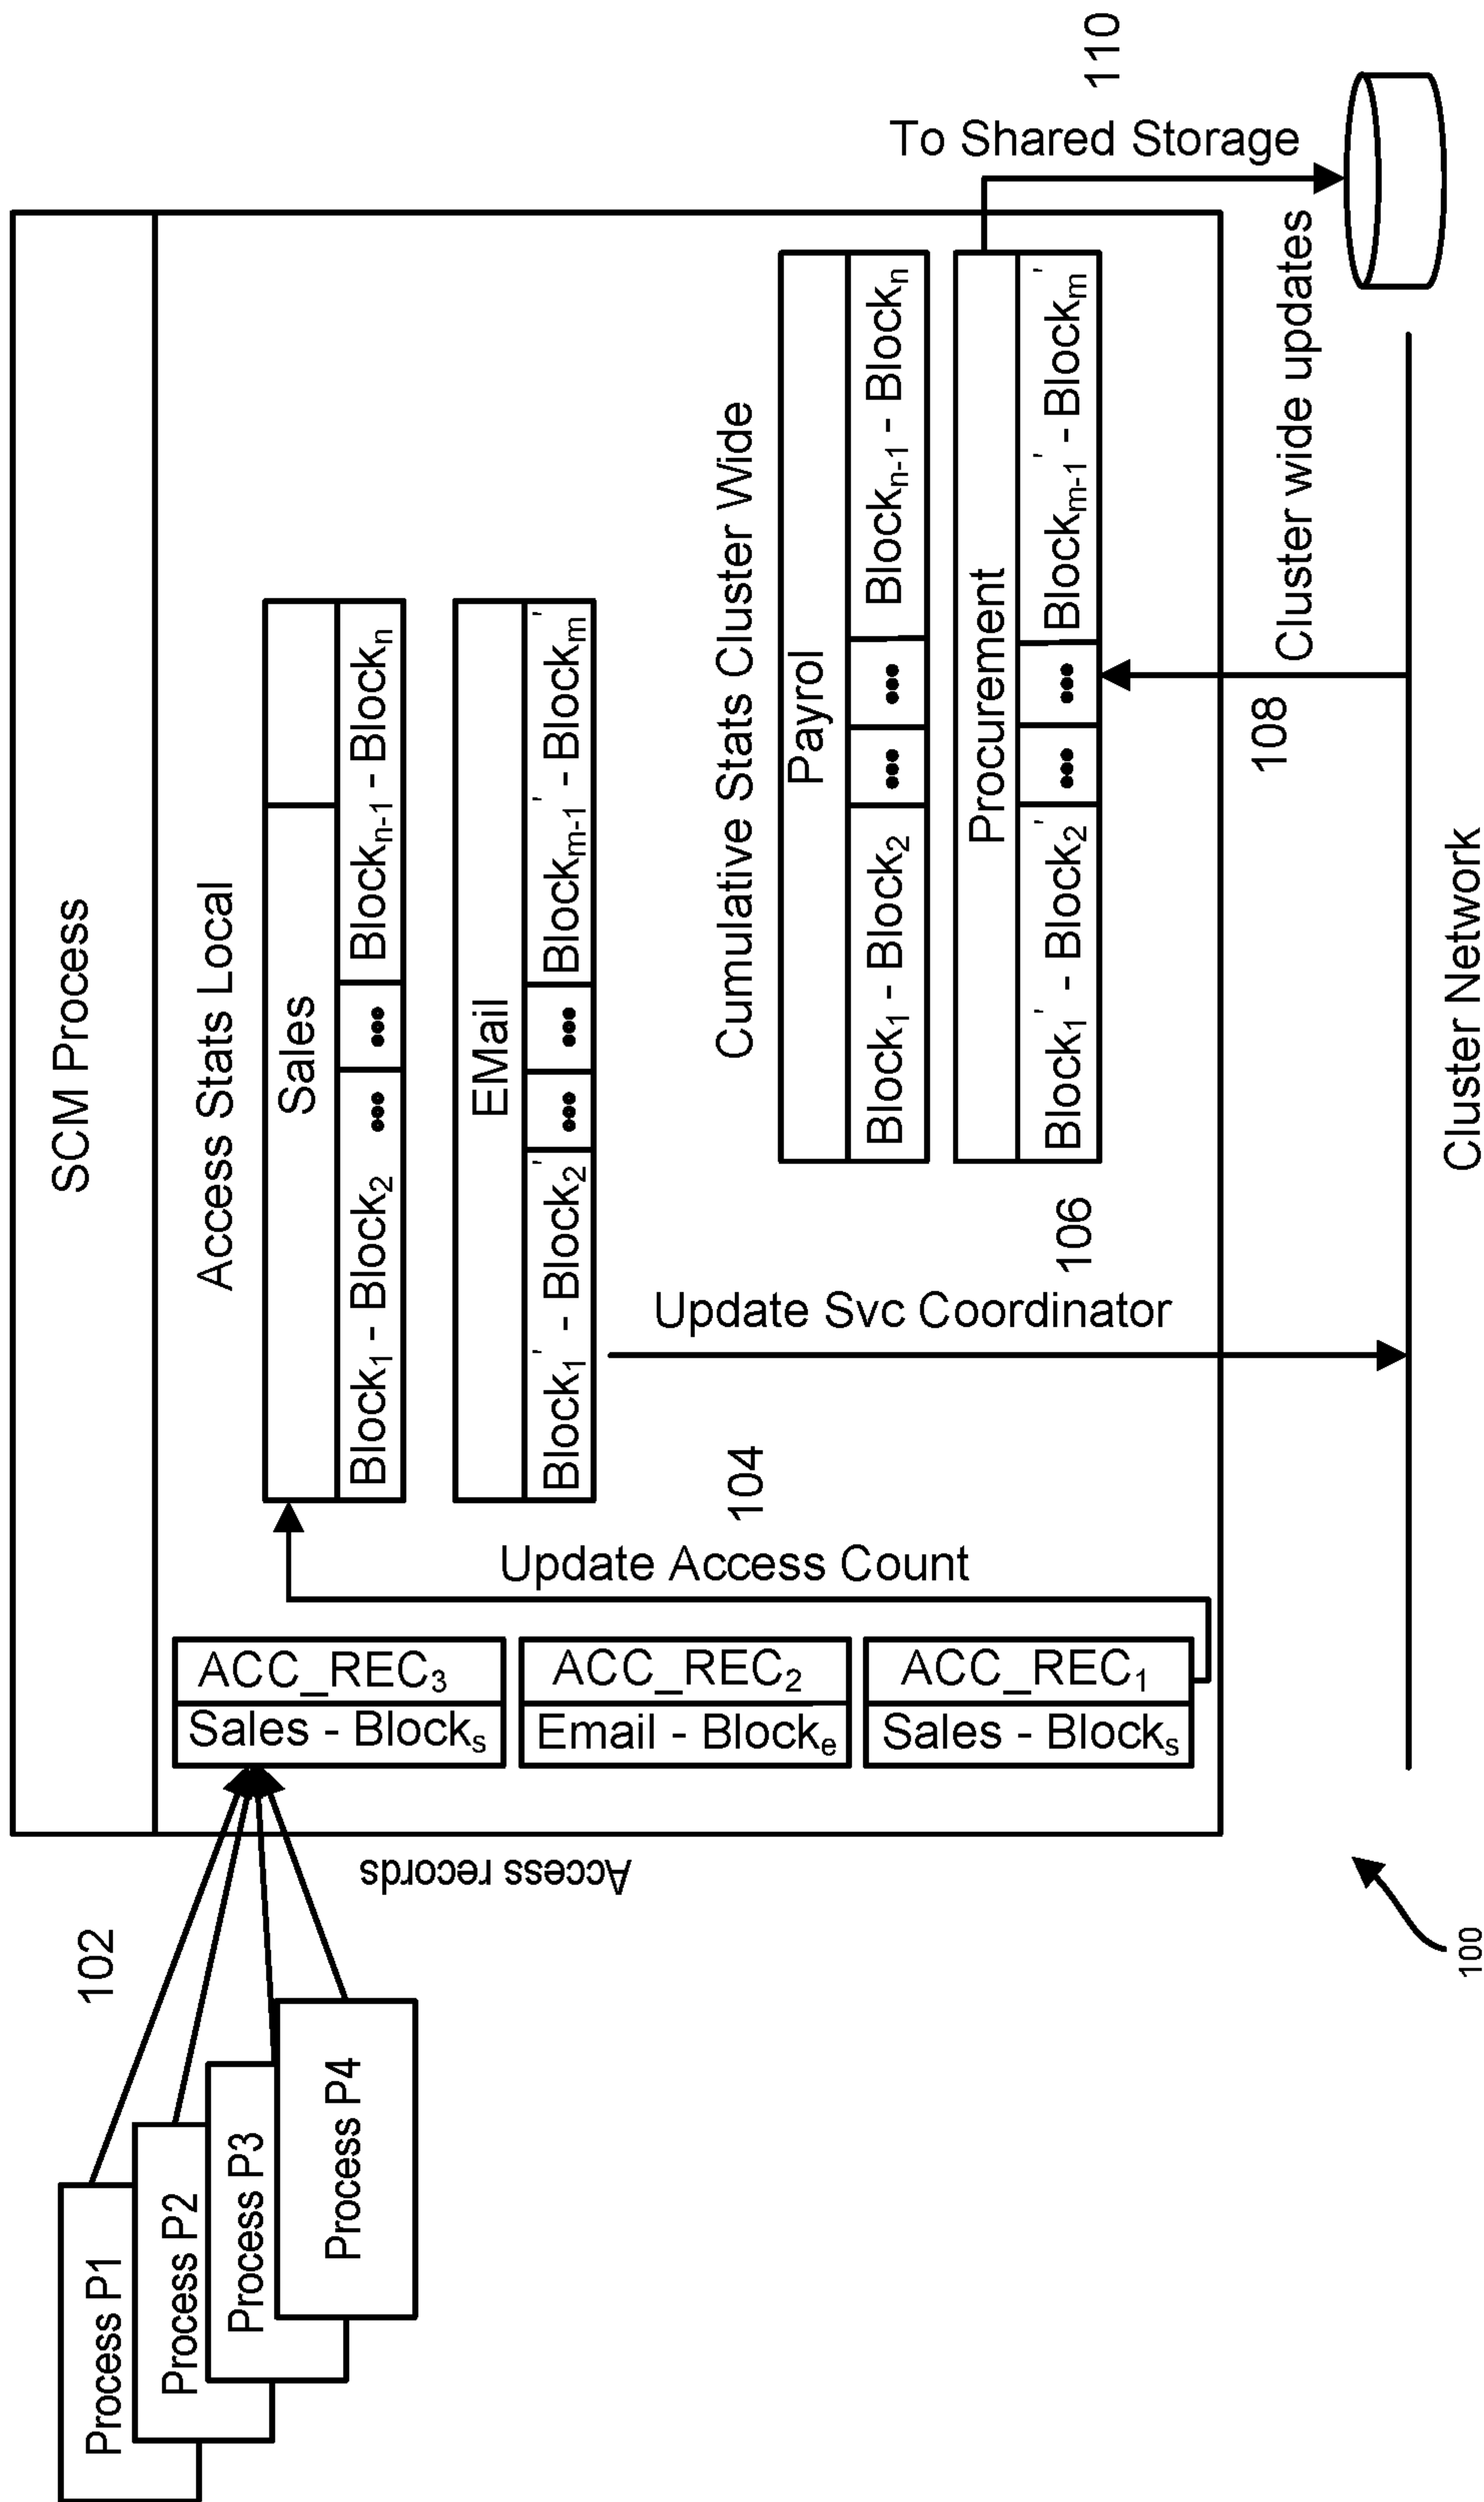 SCM Process
Access Stats Local
Sales
Block1 - Block2
•••
•••
Blockn-1 - Blockn
EMail
Block1' - Block2'
•••
•••
Blockm-1' - Blockm'
Cumulative Stats Cluster Wide
Payrol
Block1 - Block2
•••
•••
Blockn-1 - Blockn
Procurement
Block1' - Block2'
•••
•••
Blockm-1' - Blockm'
102
Process P1
Process P2
Process P3
Process P4
Access records
ACC_REC3
Sales - Blocks
ACC_REC2
Email - Blocke
ACC_REC1
Sales - Blocks
Update Access Count
104
Update Svc Coordinator
106
108
Cluster wide updates
To Shared Storage
110
Cluster Network
100